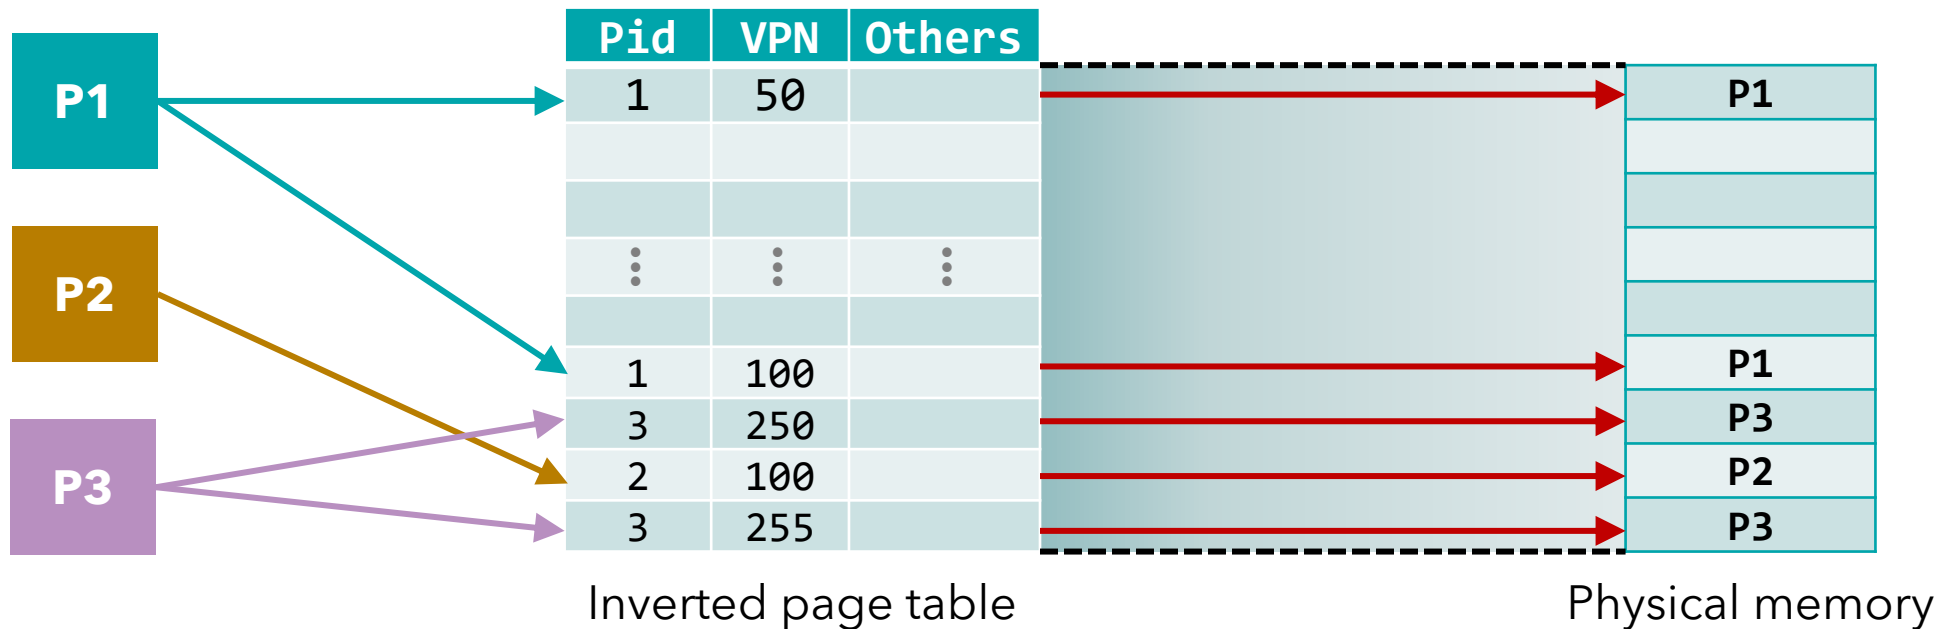 Pid VPN Others
P1
1 50
P1
P2
1 100
P1
3 250
P3
P3
2 100
P2
3 255
P3
Inverted page table
Physical memory